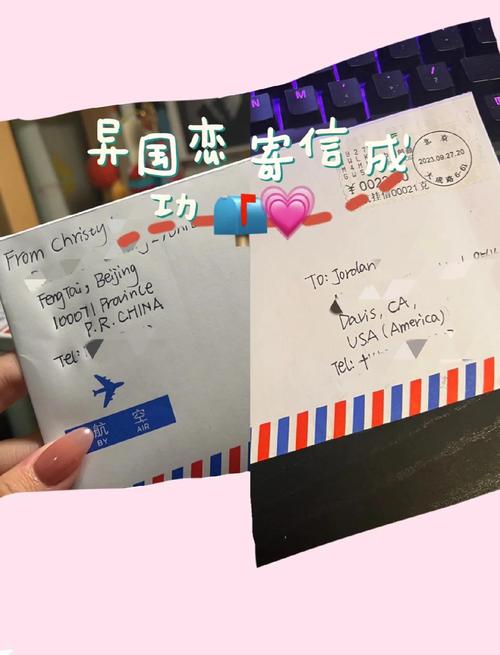 异国恋寄信成
功
From Christy
FengTai, Beijing
100071 Province
P.R. CHINA
Tel:
航 空
BY AIR
2023.09.27.20
To: Jordan
Davis, CA,
USA (America)
Tel: +